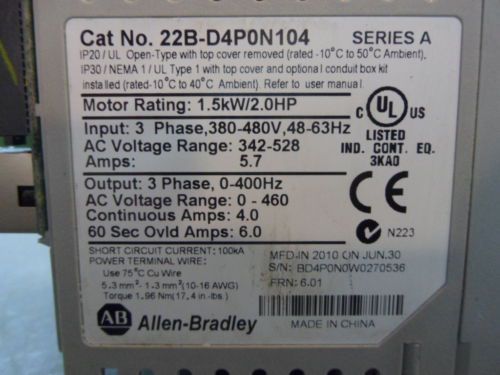 Cat No. 22B-D4P0N104 SERIES A
IP20 / UL Open-Type with top cover removed (rated -10°C to 50°C Ambient),
IP30 / NEMA 1 / UL Type 1 with top cover and optional conduit box kit
installed (rated -10°C to 40°C Ambient). Refer to user manual.
Motor Rating: 1.5kW/2.0HP
Input: 3 Phase,380-480V,48-63Hz
AC Voltage Range: 342-528
Amps: 5.7
Output: 3 Phase, 0-400Hz
AC Voltage Range: 0 - 460
Continuous Amps: 4.0
60 Sec Ovld Amps: 6.0
C UL US
LISTED
IND. CONT. EQ.
3KA0
CE
N223
SHORT CIRCUIT CURRENT: 100kA
POWER TERMINAL WIRE:
Use 75°C Cu Wire
5.3 mm²- 1.3 mm²(10-16 AWG)
Torque 1.96 Nm(17.4 in-lbs.)
MFD IN 2010 ON JUN.30
S/N: BD4P0N0W0270536
FRN: 6.01
AB Allen-Bradley
MADE IN CHINA